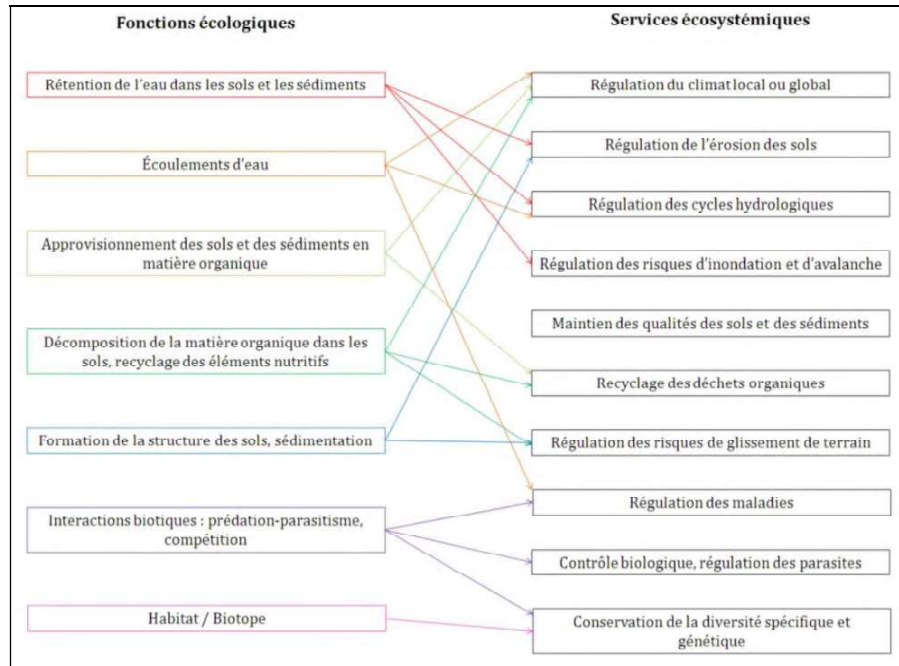 Fonctions écologiques
Rétention de l'eau dans les sols et les sédiments
Écoulements d'eau
Approvisionnement des sols et des sédiments en
matière organique
Décomposition de la matière organique dans les
sols, recyclage des éléments nutritifs
Formation de la structure des sols, sédimentation
Interactions biotiques : prédation-parasitisme,
compétition
Habitat / Biotope
Services écosystémiques
Régulation du climat local ou global
Régulation de l'érosion des sols
Régulation des cycles hydrologiques
Régulation des risques d'inondation et d'avalanche
Maintien des qualités des sols et des sédiments
Recyclage des déchets organiques
Régulation des risques de glissement de terrain
Régulation des maladies
Contrôle biologique, régulation des parasites
Conservation de la diversité spécifique et
génétique